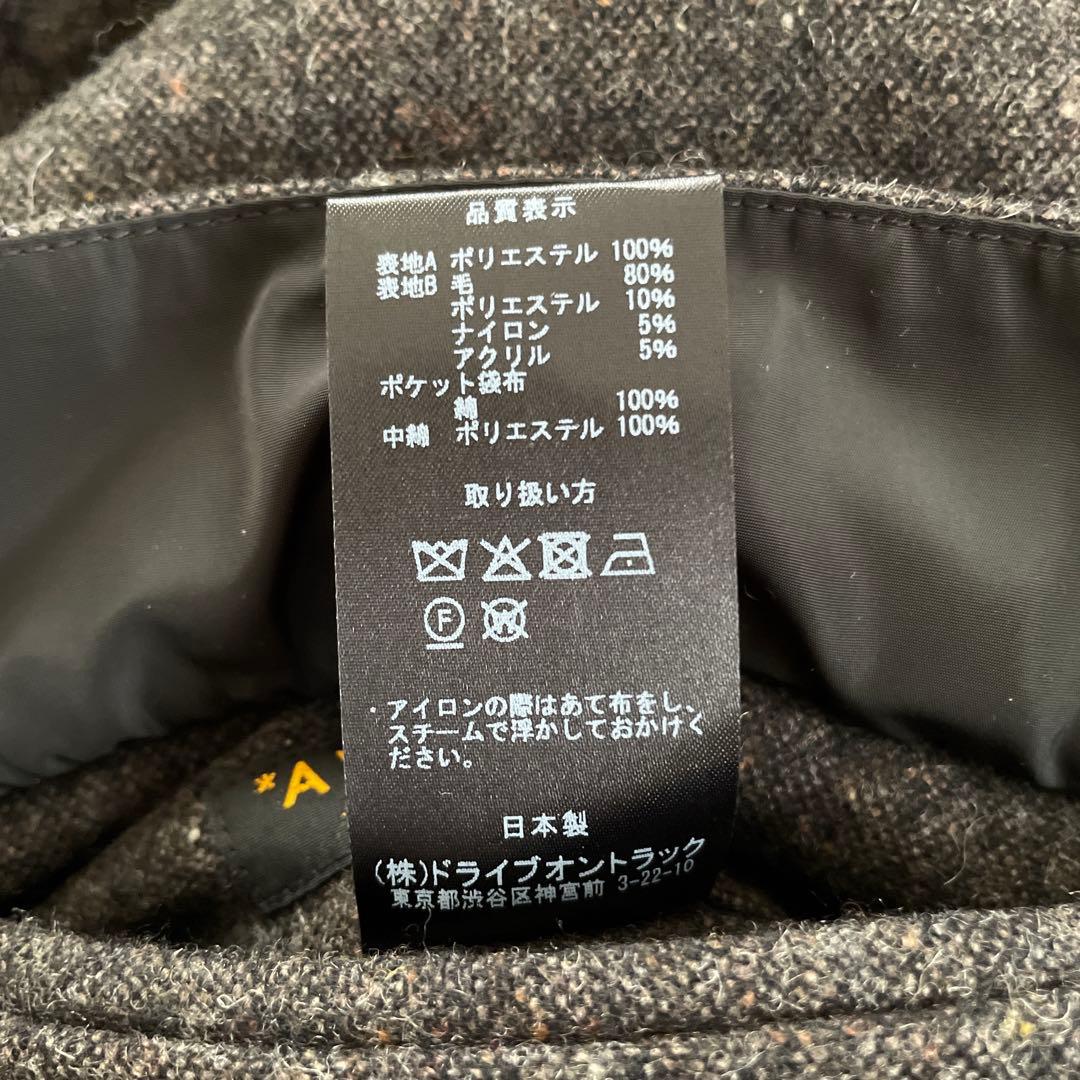 品質表示
表地A ポリエステル 100%
表地B 毛 80%
ポリエステル 10%
ナイロン 5%
アクリル 5%
ポケット袋布
綿 100%
中綿 ポリエステル 100%
取り扱い方
F W
・アイロンの際はあて布をし、
スチームで浮かしておかけく
ださい。
*A
日本製
(株)ドライブオントラック
東京都渋谷区神宮前 3-22-10